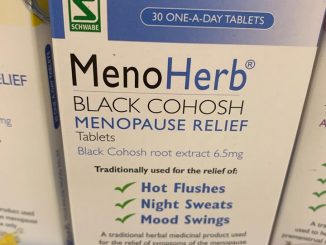 30 ONE-A-DAY TABLETS
SCHWABE
MenoHerb®
BLACK COHOSH
MENOPAUSE RELIEF
Tablets
Black Cohosh root extract 6.5mg
Traditionally used for the relief of:
Hot Flushes
Night Sweats
Mood Swings
A traditional herbal medicinal product used
for the relief of symptoms of the menopause
LIEF